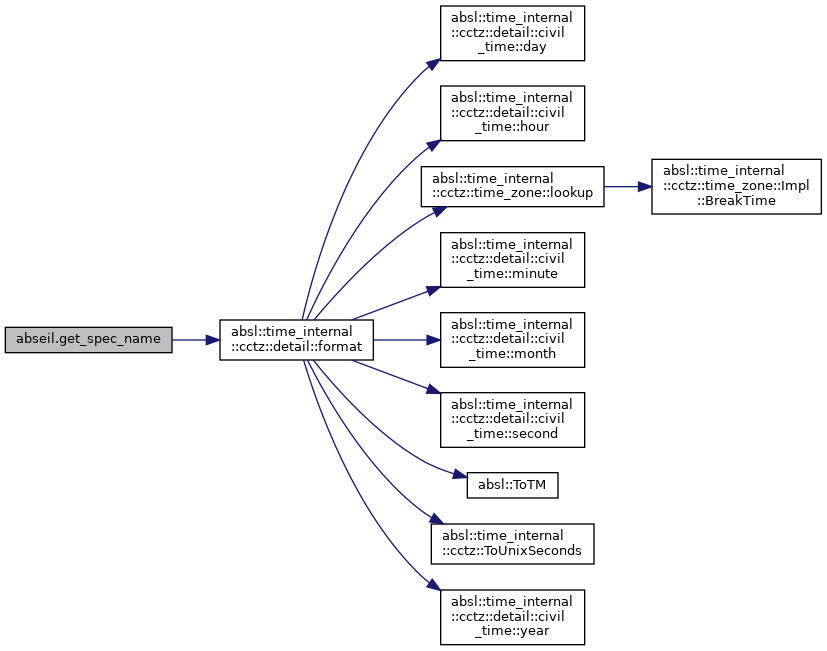 absl::time_internal
::cctz::detail::civil
_time::day
absl::time_internal
::cctz::detail::civil
_time::hour
absl::time_internal
::cctz::time_zone::lookup
absl::time_internal
::cctz::time_zone::Impl
::BreakTime
absl::time_internal
::cctz::detail::civil
_time::minute
abseil.get_spec_name
absl::time_internal
::cctz::detail::format
absl::time_internal
::cctz::detail::civil
_time::month
absl::time_internal
::cctz::detail::civil
_time::second
absl::ToTM
absl::time_internal
::cctz::ToUnixSeconds
absl::time_internal
::cctz::detail::civil
_time::year